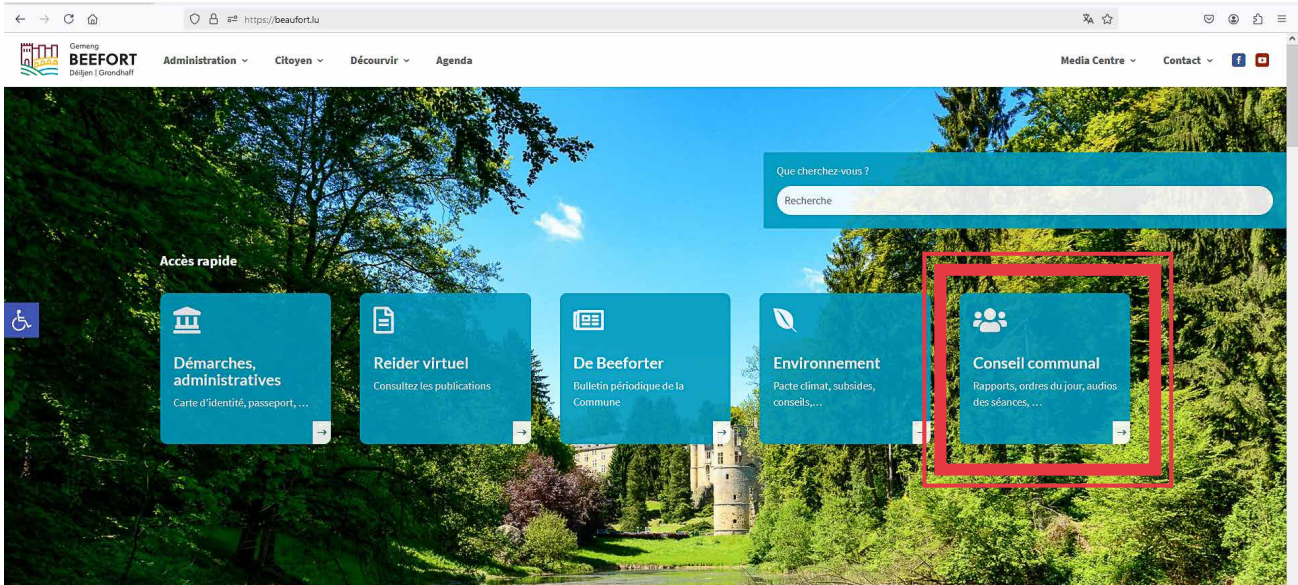 https://beaufort.lu
Gemeng
BEEFORT
Déiljen | Grondhaff
Administration
Citoyen
Découvrir
Agenda
Media Centre
Contact
Que cherchez-vous ?
Recherche
Accès rapide
Démarches,
administratives
Carte d'identité, passeport, ...
Reider virtuel
Consultez les publications
De Beeforter
Bulletin périodique de la
Commune
Environnement
Pacte climat, subsides,
conseils,...
Conseil communal
Rapports, ordres du jour, audios
des séances, ...